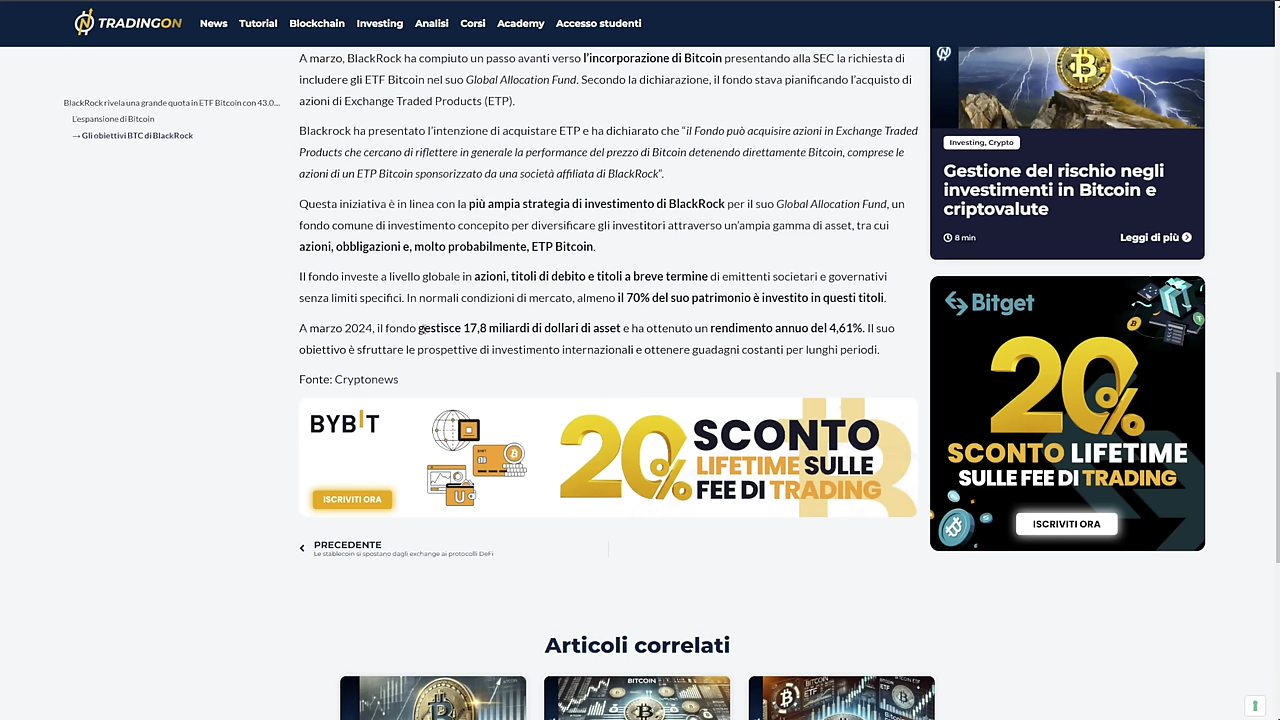 TRADINGON
News Tutorial Blockchain Investing Analisi Corsi Academy Accesso studenti
BlackRock rivela una grande quota in ETF Bitcoin con 43.0...
L'espansione di Bitcoin
→ Gli obiettivi BTC di BlackRock
A marzo, BlackRock ha compiuto un passo avanti verso l'incorporazione di Bitcoin presentando alla SEC la richiesta di
includere gli ETF Bitcoin nel suo Global Allocation Fund. Secondo la dichiarazione, il fondo stava pianificando l'acquisto di
azioni di Exchange Traded Products (ETP).
Blackrock ha presentato l'intenzione di acquistare ETP e ha dichiarato che "il Fondo può acquisire azioni in Exchange Traded
Products che cercano di riflettere in generale la performance del prezzo di Bitcoin detenendo direttamente Bitcoin, comprese le
azioni di un ETP Bitcoin sponsorizzato da una società affiliata di BlackRock".
Questa iniziativa è in linea con la più ampia strategia di investimento di BlackRock per il suo Global Allocation Fund, un
fondo comune di investimento concepito per diversificare gli investitori attraverso un'ampia gamma di asset, tra cui
azioni, obbligazioni e, molto probabilmente, ETP Bitcoin.
Il fondo investe a livello globale in azioni, titoli di debito e titoli a breve termine di emittenti societari e governativi
senza limiti specifici. In normali condizioni di mercato, almeno il 70% del suo patrimonio è investito in questi titoli.
A marzo 2024, il fondo gestisce 17,8 miliardi di dollari di asset e ha ottenuto un rendimento annuo del 4,61%. Il suo
obiettivo è sfruttare le prospettive di investimento internazionali e ottenere guadagni costanti per lunghi periodi.
Fonte: Cryptonews
BYBIT
ISCRIVITI ORA
20%
SCONTO
LIFETIME SULLE
FEE DI TRADING
PRECEDENTE
Le stablecoin si spostano dagli exchange ai protocolli DeFi
Investing, Crypto
Gestione del rischio negli
investimenti in Bitcoin e
criptovalute
8 min
Leggi di più
Bitget
20%
SCONTO LIFETIME
SULLE FEE DI TRADING
ISCRIVITI ORA
Articoli correlati
BITCOIN